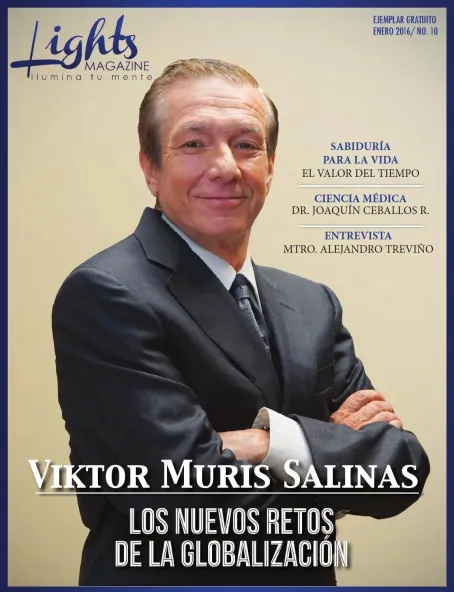 Lights
MAGAZINE
Ilumina tu mente
EJEMPLAR GRATUITO
ENERO 2016/ NO. 10
SABIDURÍA
PARA LA VIDA
EL VALOR DEL TIEMPO
CIENCIA MÉDICA
DR. JOAQUÍN CEBALLOS R.
ENTREVISTA
MTRO. ALEJANDRO TREVIÑO
VIKTOR MURIS SALINAS
LOS NUEVOS RETOS
DE LA GLOBALIZACIÓN